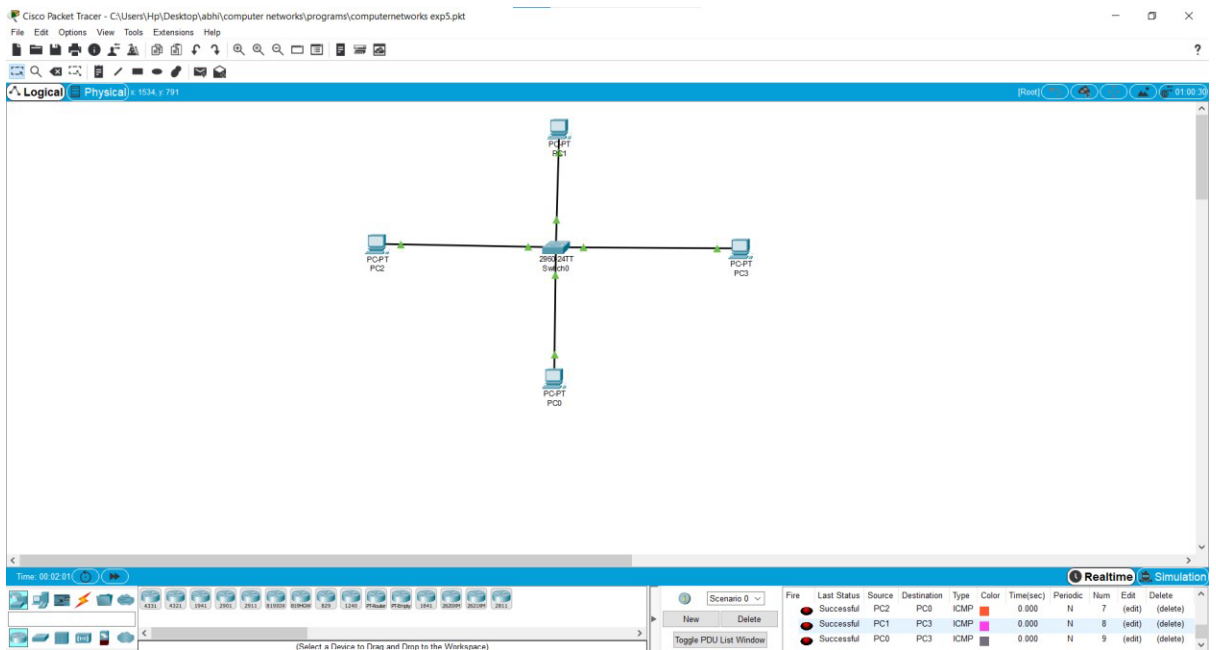 Cisco Packet Tracer - C:\Users\Hp\Desktop\abhi\computer networks\programs\computernetworks exp5.pkt
File Edit Options View Tools Extensions Help
?
Logical Physical x: 1534, y: 791 [Root] 01:00:30
PC-PT
PC1
PC-PT
PC2
2960-24TT
Switch0
PC-PT
PC3
PC-PT
PC0
Time: 00:02:01 Realtime Simulation
4331 4321 1941 2901 2911 819IOX 819HGW 829 1240 PT-Router PT-Empty 1841 2620XM 2621XM 2811
(Select a Device to Drag and Drop to the Workspace)
Scenario 0
New Delete
Toggle PDU List Window
Fire Last Status Source Destination Type Color Time(sec) Periodic Num Edit Delete
Successful PC2 PC0 ICMP 0.000 N 7 (edit) (delete)
Successful PC1 PC3 ICMP 0.000 N 8 (edit) (delete)
Successful PC0 PC3 ICMP 0.000 N 9 (edit) (delete)